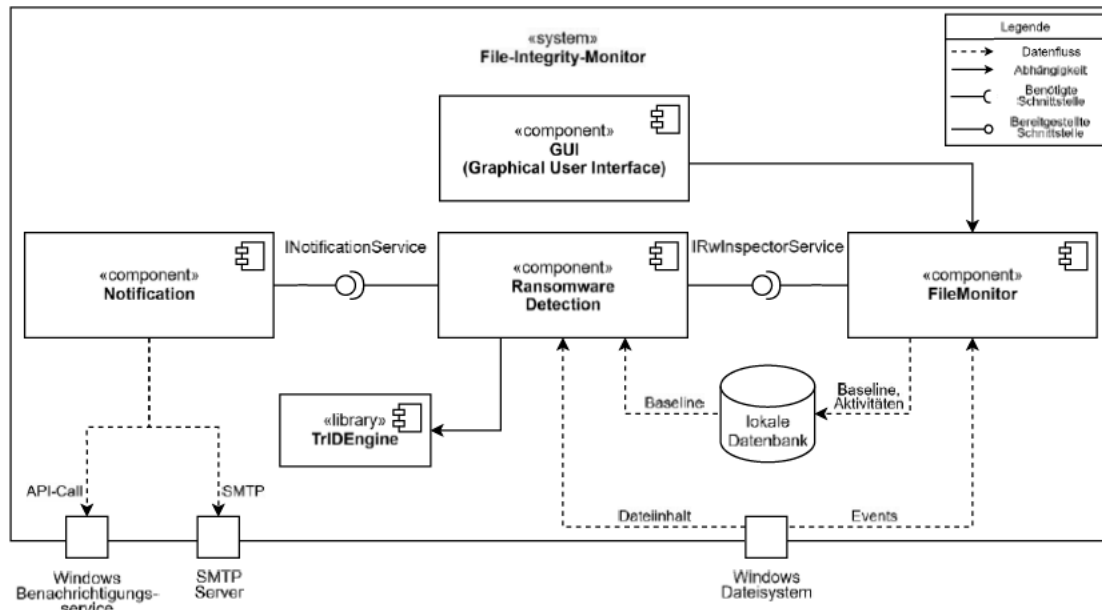 «system»
File-Integrity-Monitor
Legende
Datenfluss
Abhängigkeit
Benötigte
Schnittstelle
Bereitgestellte
Schnittstelle
«component»
GUI
(Graphical User Interface)
«component»
Notification
INotificationService
«component»
Ransomware
Detection
IRwInspectorService
«component»
FileMonitor
«library»
TrIDEngine
Baseline
lokale
Datenbank
Baseline,
Aktivitäten
API-Call
SMTP
Dateiinhalt
Events
Windows
Benachrichtigungs-
service
SMTP
Server
Windows
Dateisystem